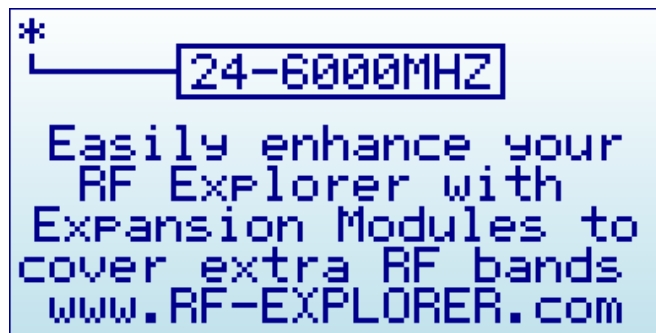 *
24-6000MHZ
Easily enhance your
RF Explorer with
Expansion Modules to
cover extra RF bands
www.RF-EXPLORER.com